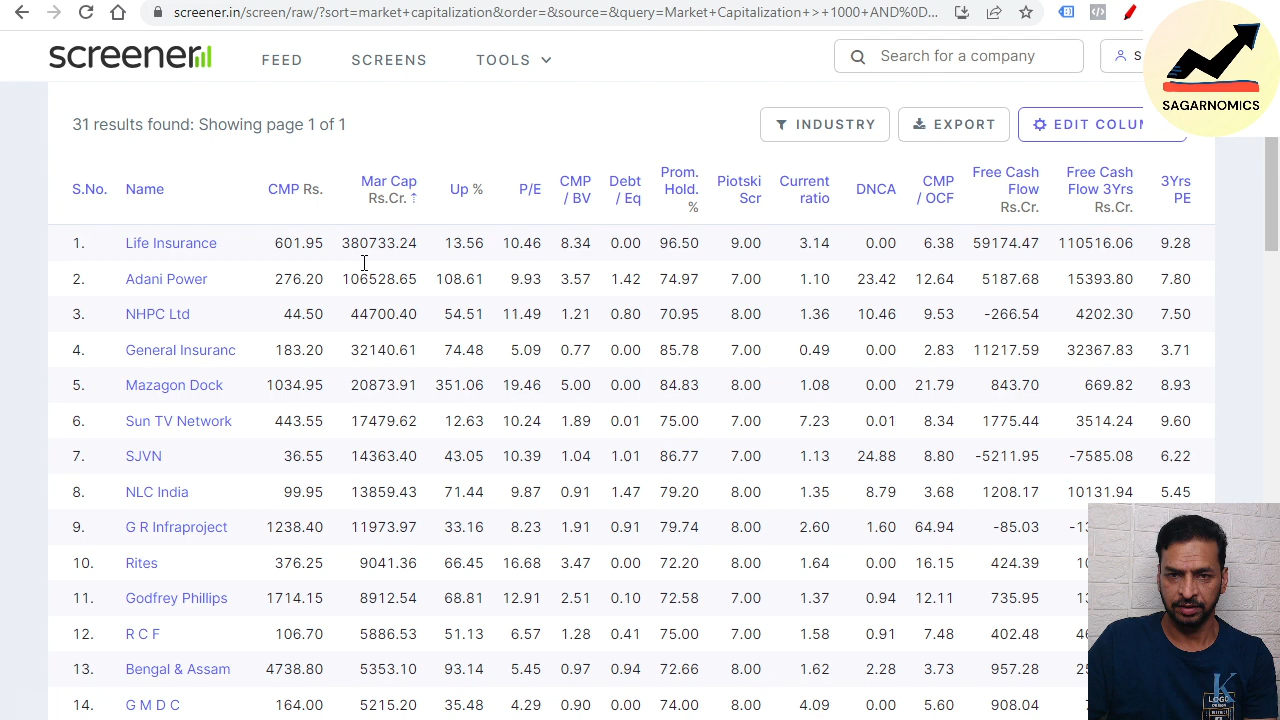 screener.in/screen/raw/?sort=market+capitalization&order=&source=&query=Market+Capitalization+>+1000+AND%0D...
screener
FEED SCREENS TOOLS
Search for a company
S
SAGARNOMICS
31 results found: Showing page 1 of 1
INDUSTRY EXPORT EDIT COLUM
S.No. Name CMP Rs. Mar Cap Rs.Cr. ⇡ Up % P/E CMP / BV Debt / Eq Prom. Hold. % Piotski Scr Current ratio DNCA CMP / OCF Free Cash Flow Rs.Cr. Free Cash Flow 3Yrs Rs.Cr. 3Yrs PE
1. Life Insurance 601.95 380733.24 13.56 10.46 8.34 0.00 96.50 9.00 3.14 0.00 6.38 59174.47 110516.06 9.28
2. Adani Power 276.20 106528.65 108.61 9.93 3.57 1.42 74.97 7.00 1.10 23.42 12.64 5187.68 15393.80 7.80
3. NHPC Ltd 44.50 44700.40 54.51 11.49 1.21 0.80 70.95 8.00 1.36 10.46 9.53 -266.54 4202.30 7.50
4. General Insuranc 183.20 32140.61 74.48 5.09 0.77 0.00 85.78 7.00 0.49 0.00 2.83 11217.59 32367.83 3.71
5. Mazagon Dock 1034.95 20873.91 351.06 19.46 5.00 0.00 84.83 8.00 1.08 0.00 21.79 843.70 669.82 8.93
6. Sun TV Network 443.55 17479.62 12.63 10.24 1.89 0.01 75.00 7.00 7.23 0.01 8.34 1775.44 3514.24 9.60
7. SJVN 36.55 14363.40 43.05 10.39 1.04 1.01 86.77 7.00 1.13 24.88 8.80 -5211.95 -7585.08 6.22
8. NLC India 99.95 13859.43 71.44 9.87 0.91 1.47 79.20 8.00 1.35 8.79 3.68 1208.17 10131.94 5.45
9. G R Infraproject 1238.40 11973.97 33.16 8.23 1.91 0.91 79.74 8.00 2.60 1.60 64.94 -85.03
10. Rites 376.25 9041.36 66.45 16.68 3.47 0.00 72.20 8.00 1.64 0.00 16.15 424.39
11. Godfrey Phillips 1714.15 8912.54 68.81 12.91 2.51 0.10 72.58 7.00 1.37 0.94 12.11 735.95
12. R C F 106.70 5886.53 51.13 6.57 1.28 0.41 75.00 7.00 1.58 0.91 7.48 402.48
13. Bengal & Assam 4738.80 5353.10 93.14 5.45 0.97 0.94 72.66 8.00 1.62 2.28 3.73 957.28
14. G M D C 164.00 5215.20 35.48 4.28 0.90 0.00 74.00 8.00 4.09 0.00 5.60 908.04